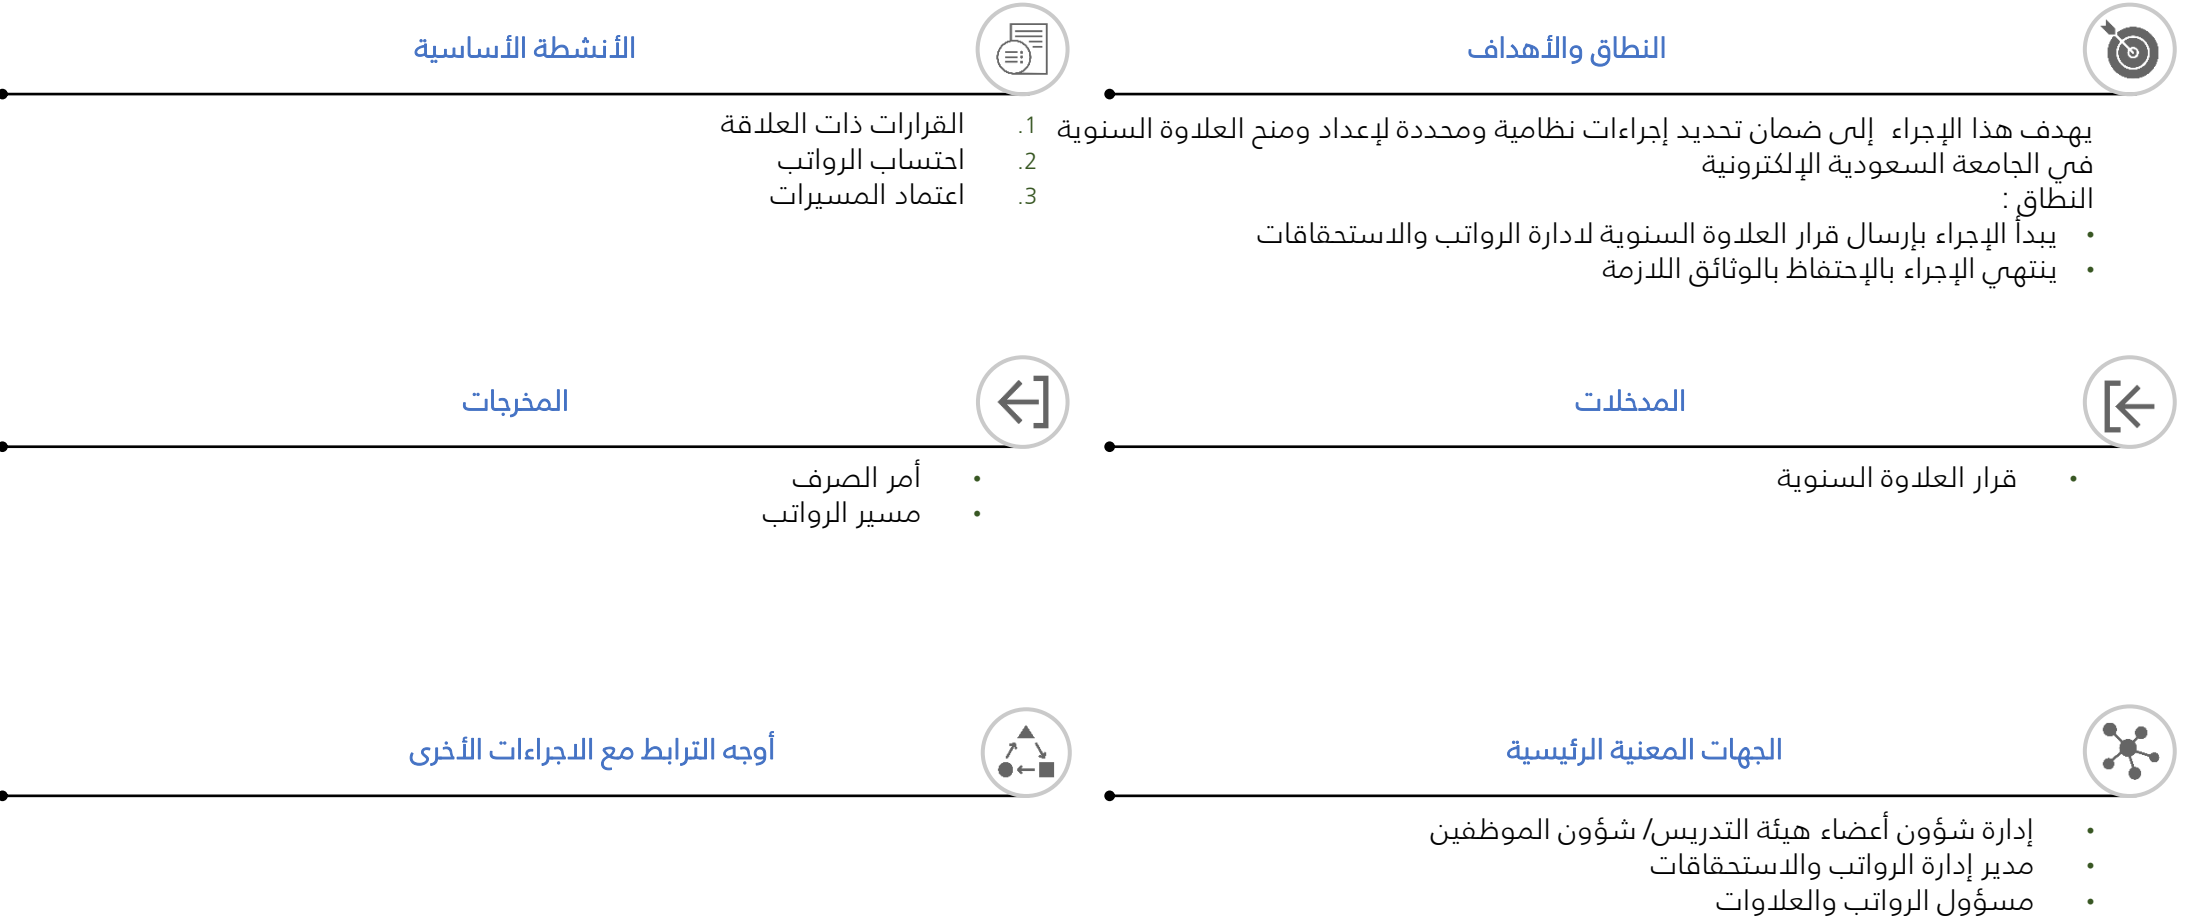 النطاق والأهداف
يهدف هذا الإجراء إلى ضمان تحديد إجراءات نظامية ومحددة لإعداد ومنح العلاوة السنوية
في الجامعة السعودية الإلكترونية
النطاق :
• يبدأ الإجراء بإرسال قرار العلاوة السنوية لادارة الرواتب والاستحقاقات
• ينتهي الإجراء بالإحتفاظ بالوثائق اللازمة
الأنشطة الأساسية
1. القرارات ذات العلاقة
2. احتساب الرواتب
3. اعتماد المسيرات
المدخلات
• قرار العلاوة السنوية
المخرجات
• أمر الصرف
• مسير الرواتب
الجهات المعنية الرئيسية
• إدارة شؤون أعضاء هيئة التدريس/ شؤون الموظفين
• مدير إدارة الرواتب والاستحقاقات
• مسؤول الرواتب والعلاوات
أوجه الترابط مع الاجراءات الأخرى